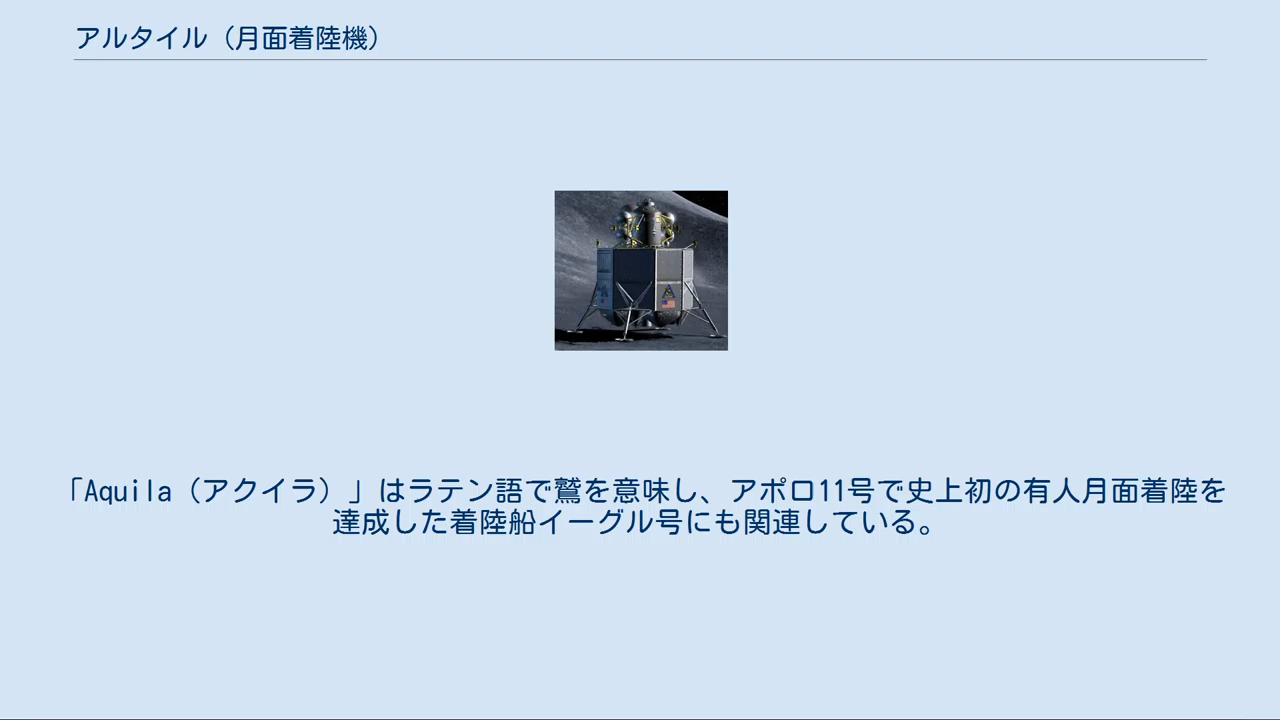 アルタイル（月面着陸機）
「Aquila（アクイラ）」はラテン語で鷲を意味し、アポロ11号で史上初の有人月面着陸を
達成した着陸船イーグル号にも関連している。